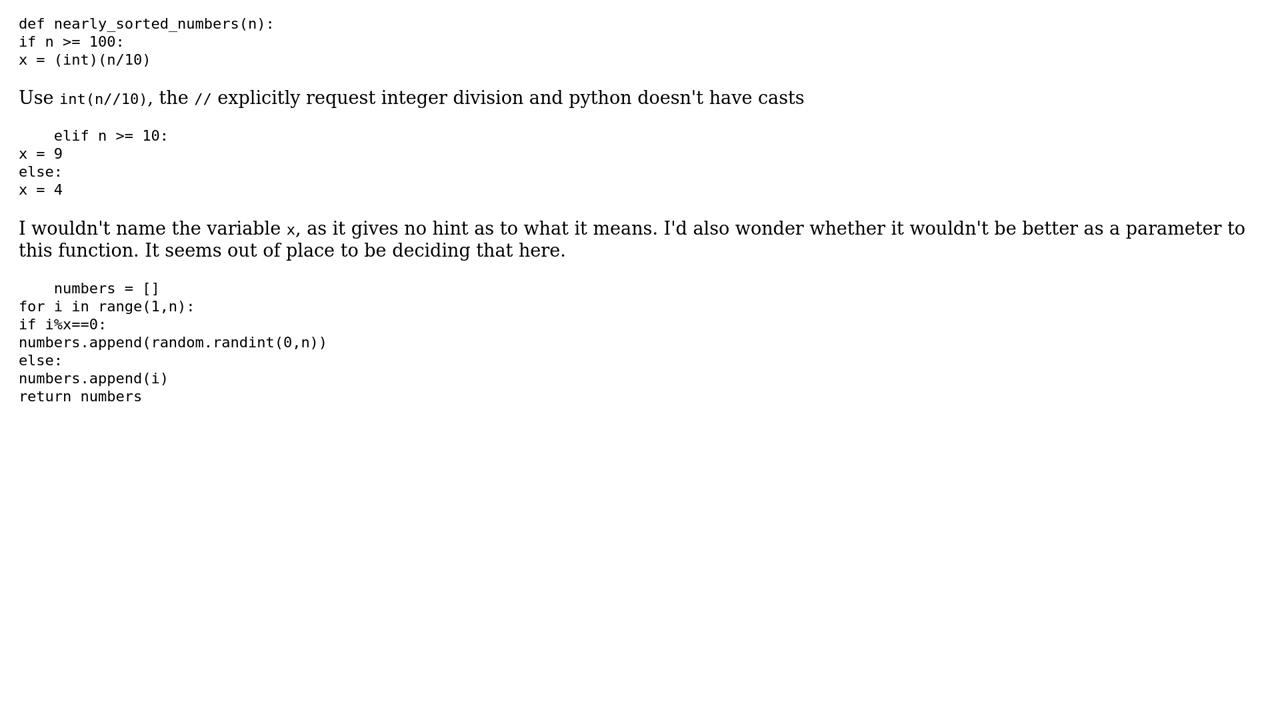 def nearly_sorted_numbers(n):
if n >= 100:
x = (int)(n/10)
Use int(n//10), the // explicitly request integer division and python doesn't have casts
    elif n >= 10:
x = 9
else:
x = 4
I wouldn't name the variable x, as it gives no hint as to what it means. I'd also wonder whether it wouldn't be better as a parameter to
this function. It seems out of place to be deciding that here.
    numbers = []
for i in range(1,n):
if i%x==0:
numbers.append(random.randint(0,n))
else:
numbers.append(i)
return numbers